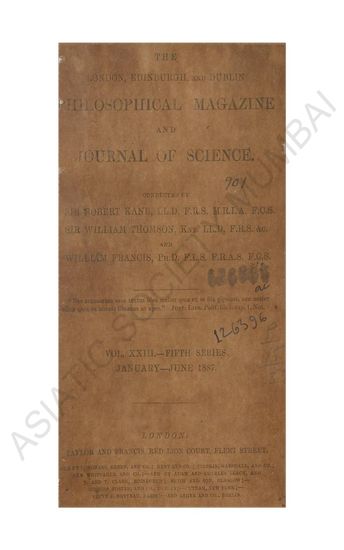 THE
LONDON, EDINBURGH, AND DUBLIN
PHILOSOPHICAL MAGAZINE
AND
JOURNAL OF SCIENCE.
901
CONDUCTED BY
SIR ROBERT KANE, LL.D. F.R.S. M.R.I.A. F.C.S.
SIR WILLIAM THOMSON, KNT. LL.D. F.R.S. &c.
AND
WILLIAM FRANCIS, PH.D. F.L.S. F.R.A.S. F.C.S.
126396
VOL. XXIII.—FIFTH SERIES.
JANUARY—JUNE 1887.
LONDON:
TAYLOR AND FRANCIS, RED LION COURT, FLEET STREET.
ASIATIC SOCIETY, MUMBAI